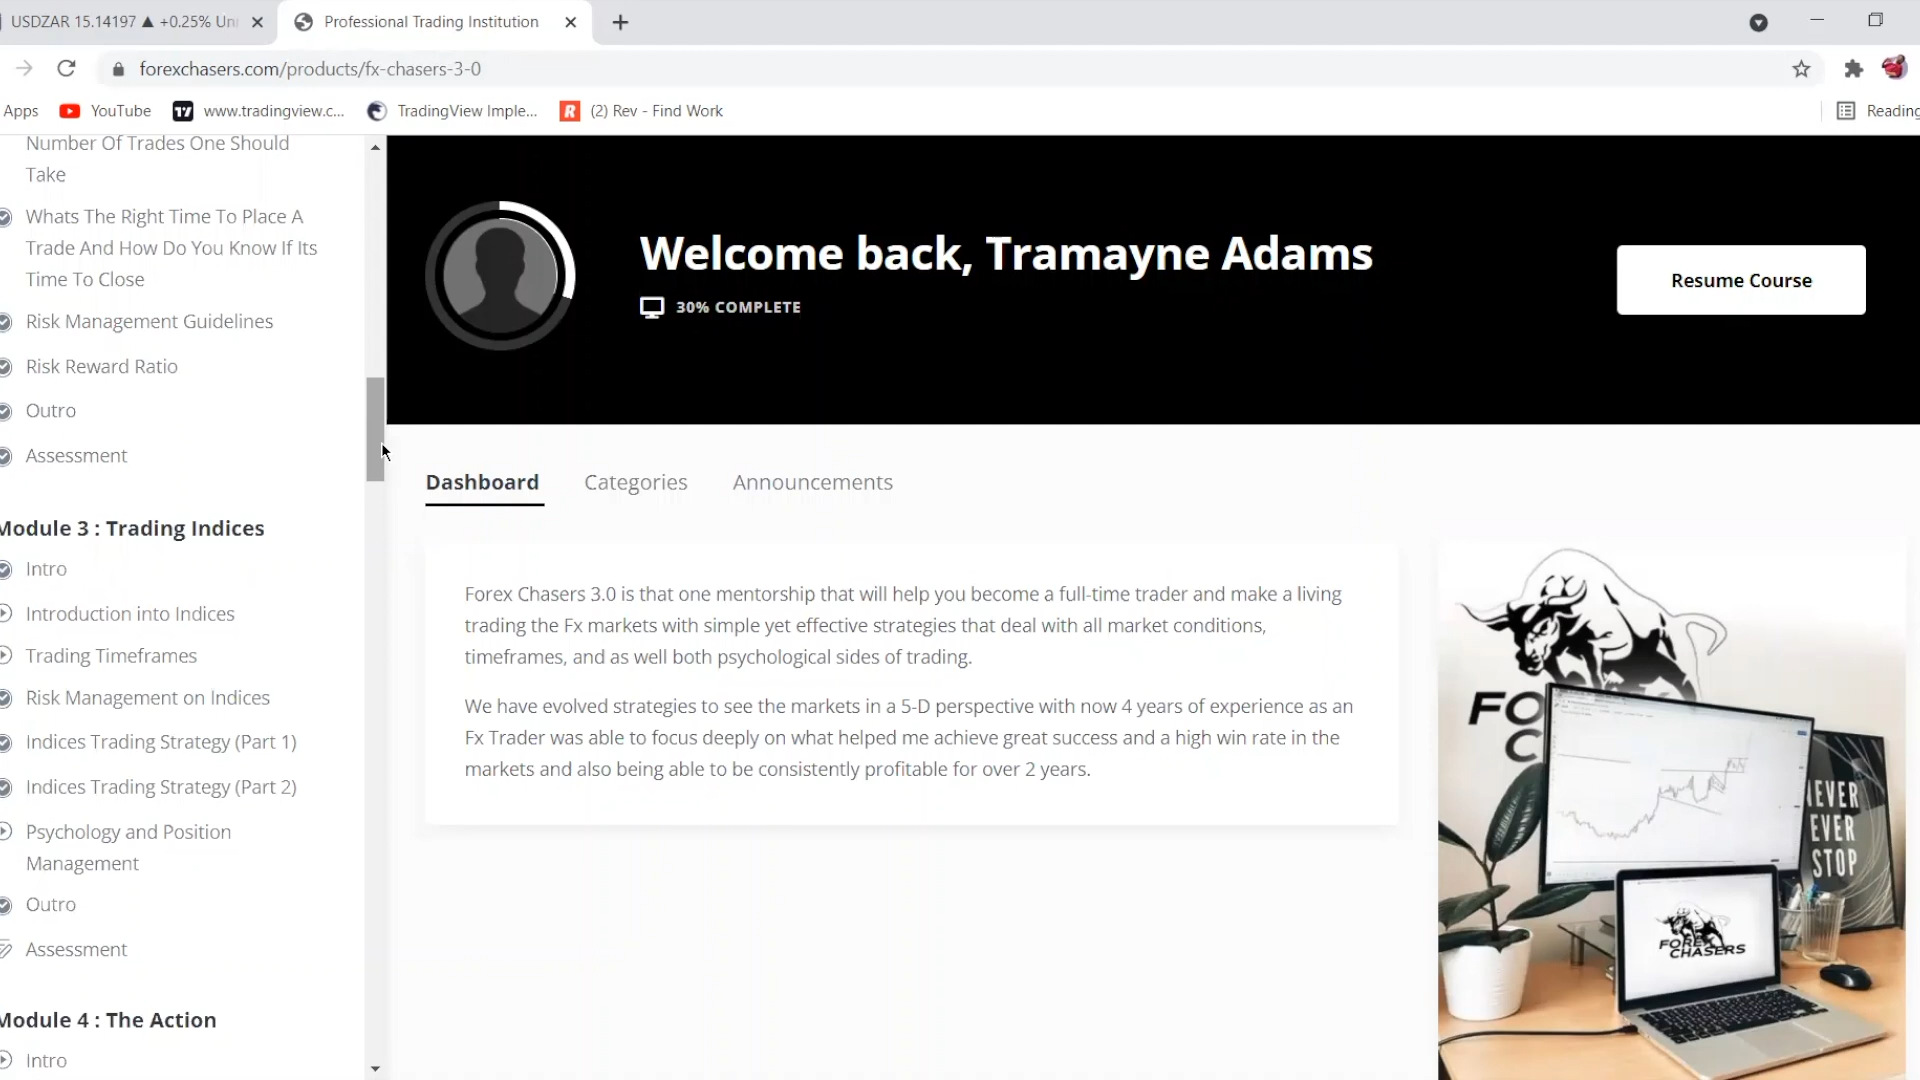 USDZAR 15.14197 ▲ +0.25% Un
Professional Trading Institution
forexchasers.com/products/fx-chasers-3-0
Apps
YouTube
www.tradingview.c...
TradingView Imple...
(2) Rev - Find Work
Reading
Number Of Trades One Should
Take
Whats The Right Time To Place A
Trade And How Do You Know If Its
Time To Close
Risk Management Guidelines
Risk Reward Ratio
Outro
Assessment
Module 3 : Trading Indices
Intro
Introduction into Indices
Trading Timeframes
Risk Management on Indices
Indices Trading Strategy (Part 1)
Indices Trading Strategy (Part 2)
Psychology and Position
Management
Outro
Assessment
Module 4 : The Action
Intro
Welcome back, Tramayne Adams
30% COMPLETE
Resume Course
Dashboard
Categories
Announcements
Forex Chasers 3.0 is that one mentorship that will help you become a full-time trader and make a living
trading the Fx markets with simple yet effective strategies that deal with all market conditions,
timeframes, and as well both psychological sides of trading.
We have evolved strategies to see the markets in a 5-D perspective with now 4 years of experience as an
Fx Trader was able to focus deeply on what helped me achieve great success and a high win rate in the
markets and also being able to be consistently profitable for over 2 years.
FO
C
NEVER
EVER
STOP
FOREX
CHASERS